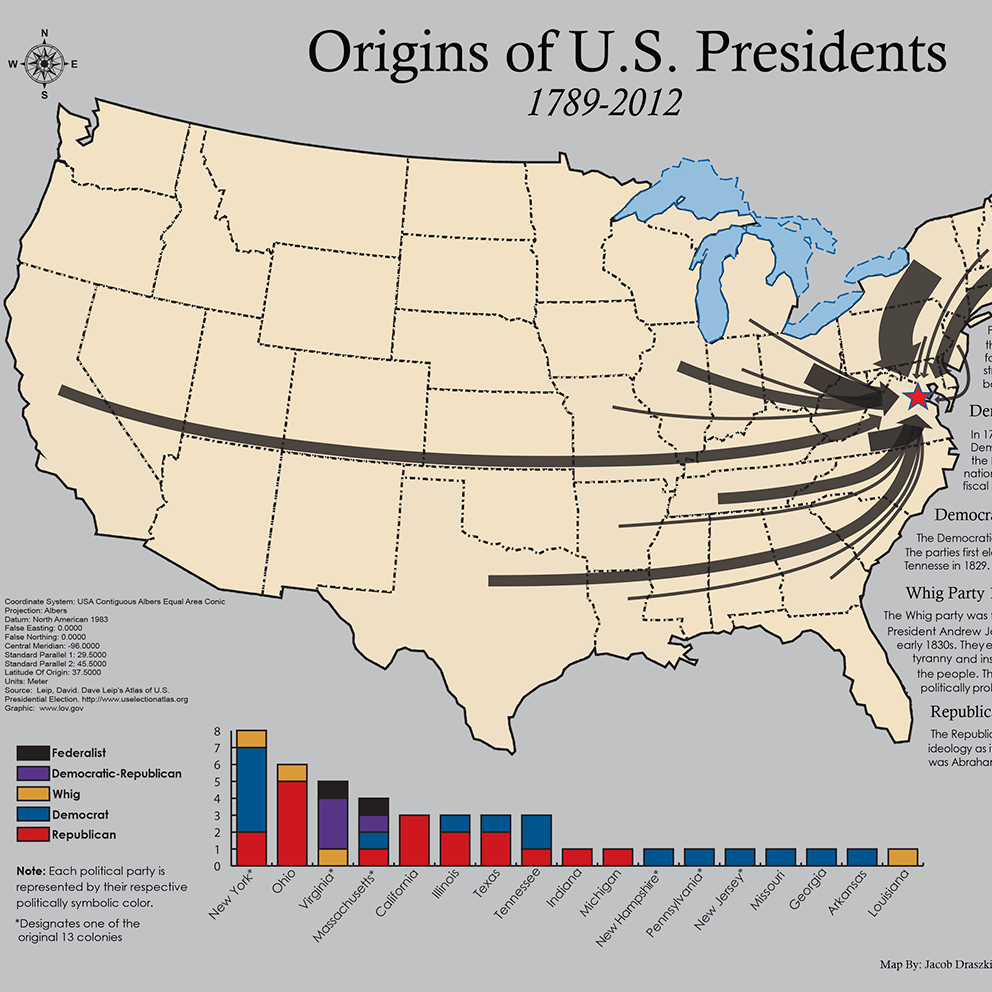 Origins of U.S. Presidents
1789-2012
N
W E
S
F
th
fo
str
be
Der
In 17
Dem
the
nation
fiscal
Democra
The Democrati
The parties first ele
Tennesse in 1829.
Whig Party 1
The Whig party was
President Andrew Ja
early 1830s. They e
tyranny and ins
the people. Th
politically prol
Republic
The Republic
ideology as i
was Abrahar
Coordinate System: USA Contiguous Albers Equal Area Conic
Projection: Albers
Datum: North American 1983
False Easting: 0.0000
False Northing: 0.0000
Central Meridian: -96.0000
Standard Parallel 1: 29.5000
Standard Parallel 2: 45.5000
Latitude Of Origin: 37.5000
Units: Meter
Source: Leip, David. Dave Leip's Atlas of U.S.
Presidential Election. http://www.uselectionatlas.org
Graphic: www.lov.gov
Federalist
Democratic-Republican
Whig
Democrat
Republican
Note: Each political party is
represented by their respective
politically symbolic color.
*Designates one of the
original 13 colonies
8
7
6
5
4
3
2
1
0
New York*
Ohio
Virginia*
Massachusetts*
California
Illinois
Texas
Tennessee
Indiana
Michigan
New Hampshire*
Pennsylvania*
New Jersey*
Missouri
Georgia
Arkansas
Louisiana
Map By: Jacob Draszki